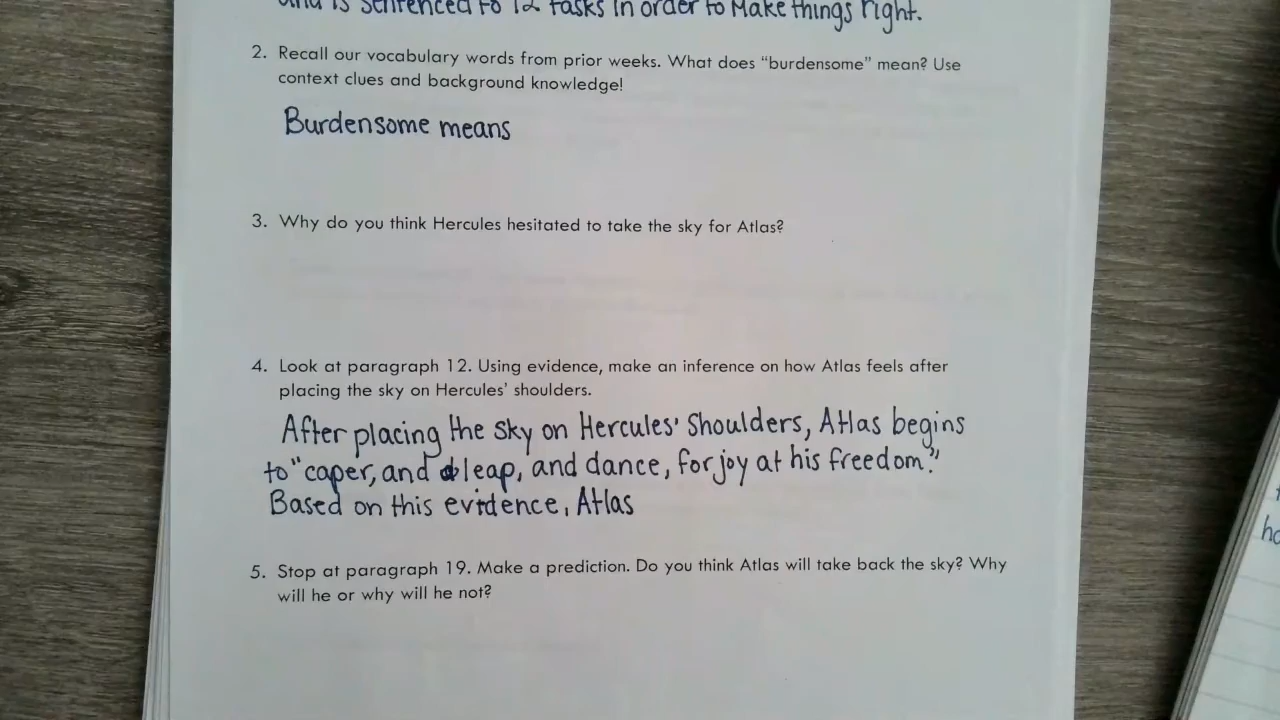 and is sentenced to 12 tasks in order to make things right.
2. Recall our vocabulary words from prior weeks. What does “burdensome” mean? Use
context clues and background knowledge!
Burdensome means
3. Why do you think Hercules hesitated to take the sky for Atlas?
4. Look at paragraph 12. Using evidence, make an inference on how Atlas feels after
placing the sky on Hercules’ shoulders.
After placing the sky on Hercules' Shoulders, Atlas begins
to "caper, and leap, and dance, for joy at his freedom."
Based on this evidence, Atlas
5. Stop at paragraph 19. Make a prediction. Do you think Atlas will take back the sky? Why
will he or why will he not?